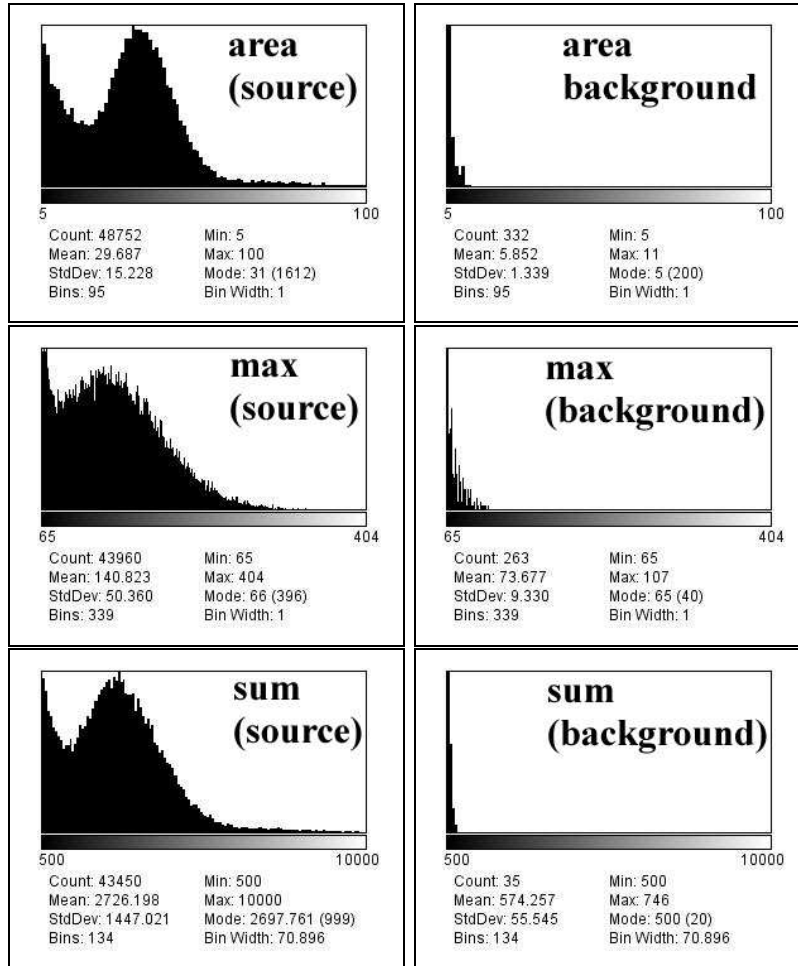 area
(source)
5 100
Count: 48752 Min: 5
Mean: 29.687 Max: 100
StdDev: 15.228 Mode: 31 (1612)
Bins: 95 Bin Width: 1
area
background
5 100
Count: 332 Min: 5
Mean: 5.852 Max: 11
StdDev: 1.339 Mode: 5 (200)
Bins: 95 Bin Width: 1
max
(source)
65 404
Count: 43960 Min: 65
Mean: 140.823 Max: 404
StdDev: 50.360 Mode: 66 (396)
Bins: 339 Bin Width: 1
max
(background)
65 404
Count: 263 Min: 65
Mean: 73.677 Max: 107
StdDev: 9.330 Mode: 65 (40)
Bins: 339 Bin Width: 1
sum
(source)
500 10000
Count: 43450 Min: 500
Mean: 2726.198 Max: 10000
StdDev: 1447.021 Mode: 2697.761 (999)
Bins: 134 Bin Width: 70.896
sum
(background)
500 10000
Count: 35 Min: 500
Mean: 574.257 Max: 746
StdDev: 55.545 Mode: 500 (20)
Bins: 134 Bin Width: 70.896